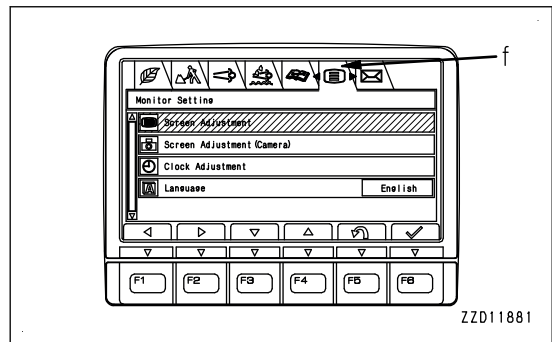 f
Monitor Setting
Screen Adjustment
Screen Adjustment(Camera)
Clock Adjustment
A Language English
F1 F2 F3 F4 F5 F6
ZZD11881